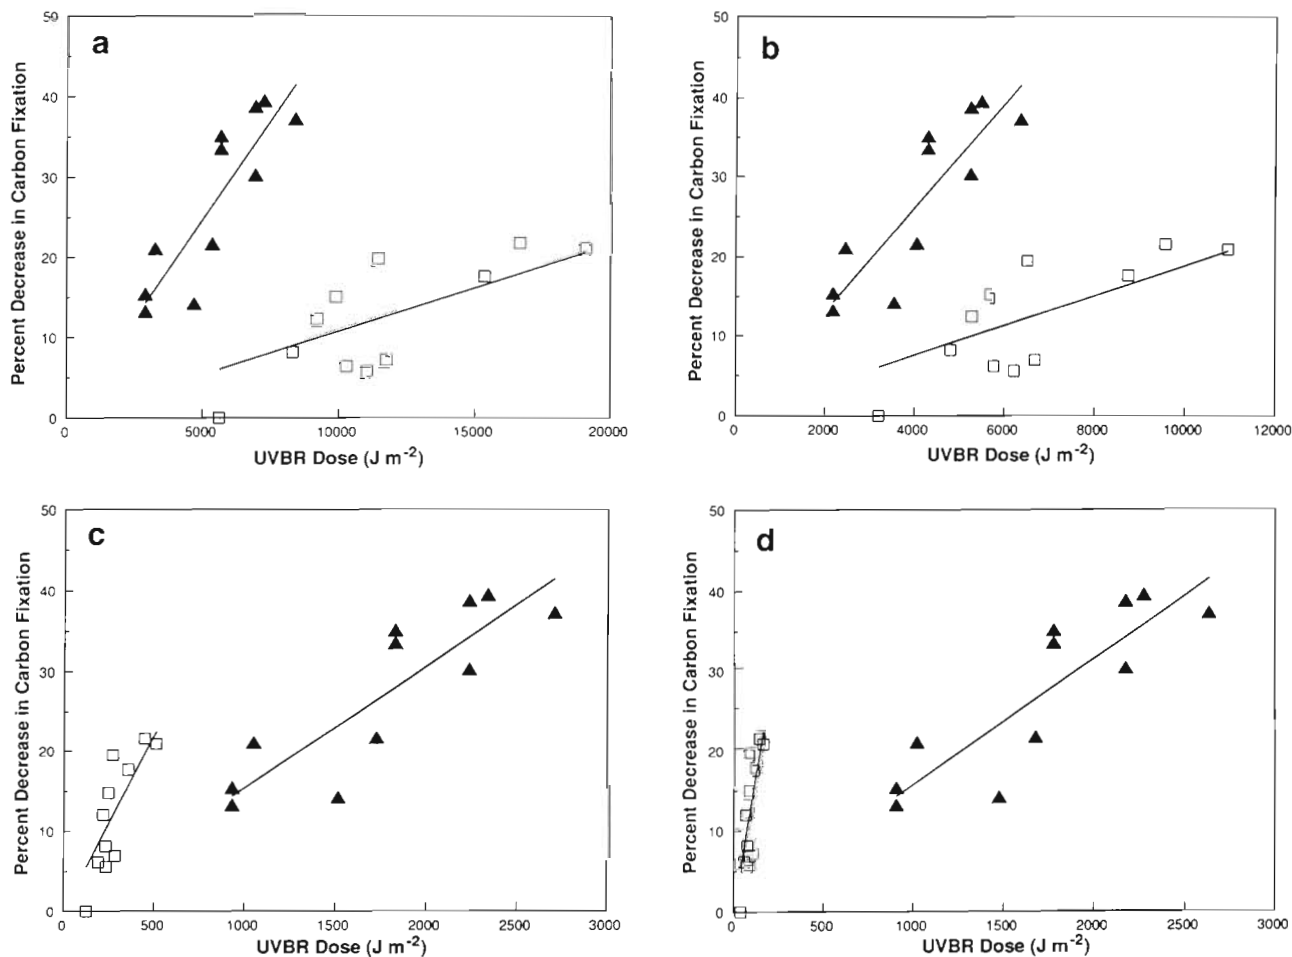 a
50
40
30
20
10
0
Percent Decrease in Carbon Fixation
0 5000 10000 15000 20000
UVBR Dose (J m-2)
b
50
40
30
20
10
0
Percent Decrease in Carbon Fixation
0 2000 4000 6000 8000 10000 12000
UVBR Dose (J m-2)
c
50
40
30
20
10
0
Percent Decrease in Carbon Fixation
0 500 1000 1500 2000 2500 3000
UVBR Dose (J m-2)
d
50
40
30
20
10
0
Percent Decrease in Carbon Fixation
0 500 1000 1500 2000 2500 3000
UVBR Dose (J m-2)